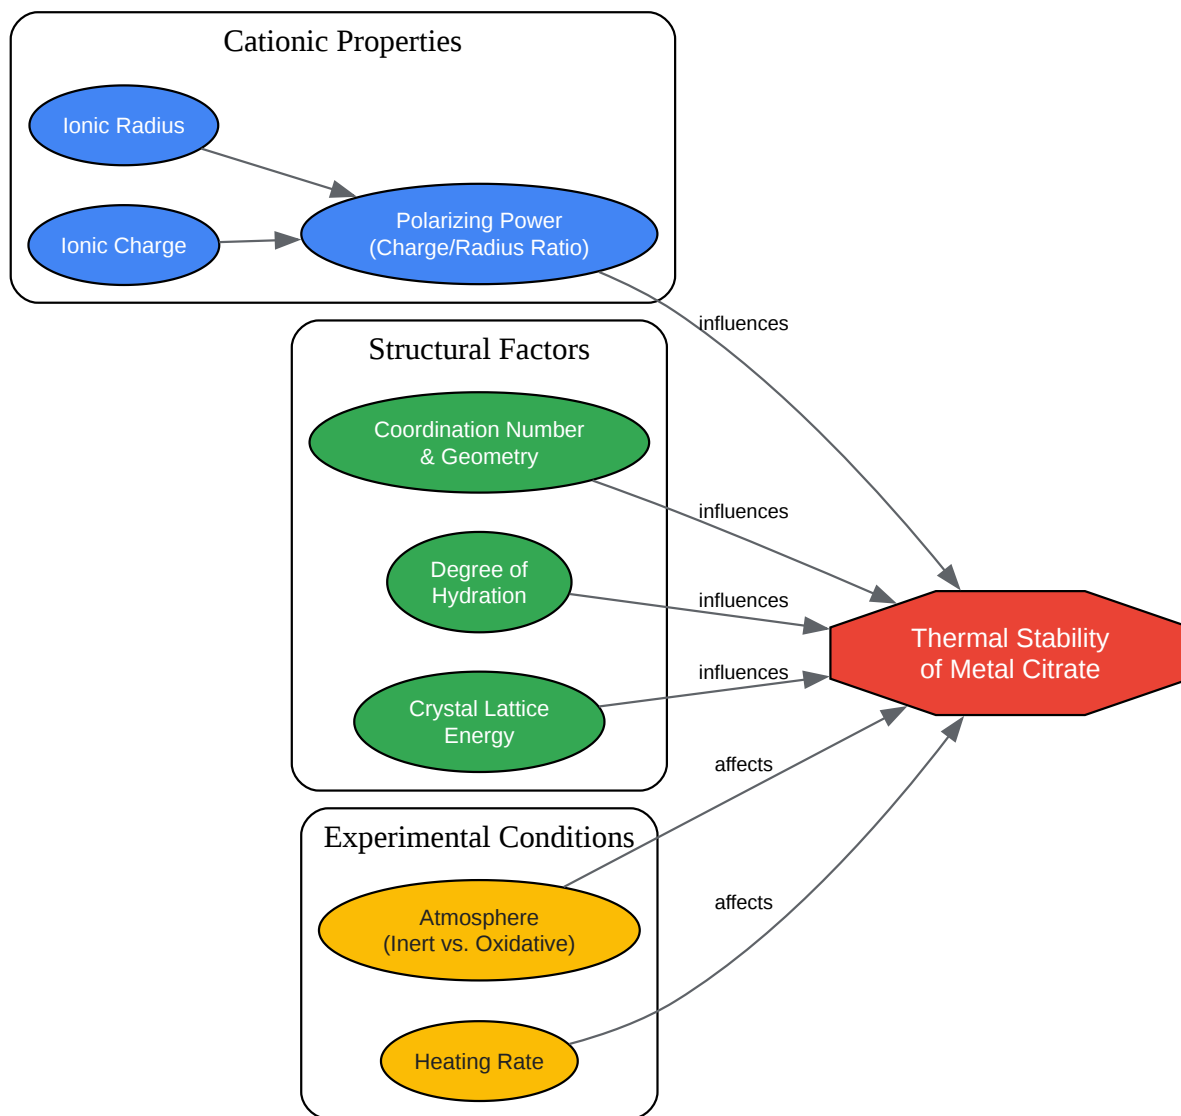 Cationic Properties
Ionic Radius
Ionic Charge
Polarizing Power
(Charge/Radius Ratio)
influences
Structural Factors
Coordination Number
& Geometry
influences
Degree of
Hydration
influences
Crystal Lattice
Energy
influences
Thermal Stability
of Metal Citrate
Experimental Conditions
affects
Atmosphere
(Inert vs. Oxidative)
affects
Heating Rate